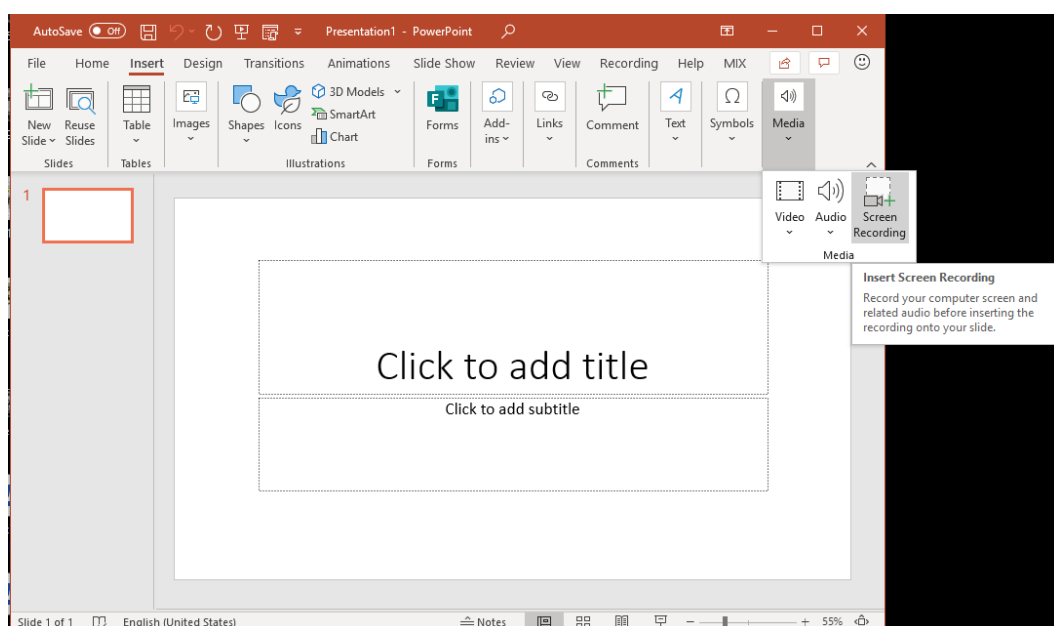 AutoSave Off Presentation1 - PowerPoint
File Home Insert Design Transitions Animations Slide Show Review View Recording Help MIX
New Slide
Reuse Slides
Table
Images
Shapes
Icons
3D Models
SmartArt
Chart
Forms
Add-ins
Links
Comment
Text
Symbols
Media
Slides Tables Illustrations Forms Comments
Video
Audio
Screen Recording
Media
Insert Screen Recording
Record your computer screen and
related audio before inserting the
recording onto your slide.
1
Click to add title
Click to add subtitle
Slide 1 of 1 English (United States) Notes 55%